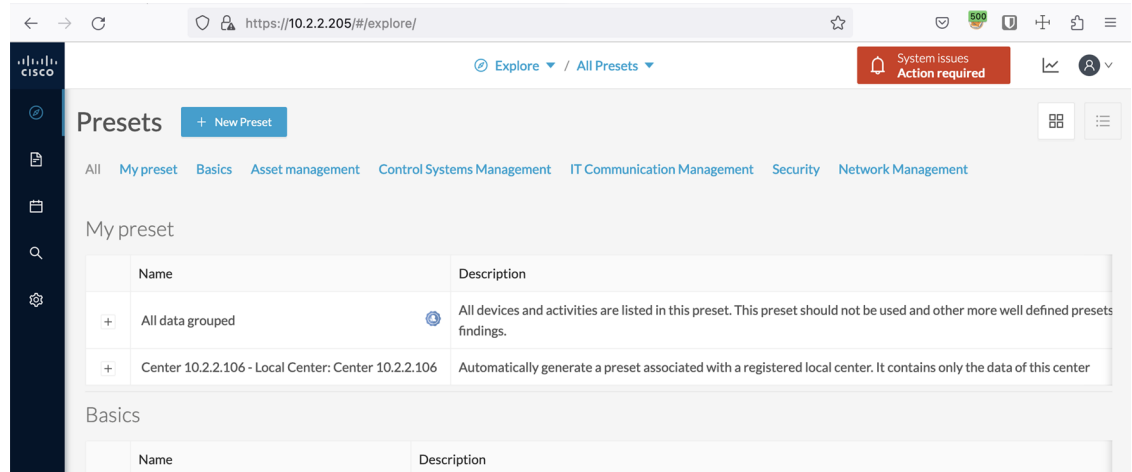 https://10.2.2.205/#/explore/
500
CISCO
Explore / All Presets
System issues
Action required
Presets
+ New Preset
All My preset Basics Asset management Control Systems Management IT Communication Management Security Network Management
My preset
Name Description
All data grouped
All devices and activities are listed in this preset. This preset should not be used and other more well defined presets
findings.
Center 10.2.2.106 - Local Center: Center 10.2.2.106 Automatically generate a preset associated with a registered local center. It contains only the data of this center
Basics
Name Description